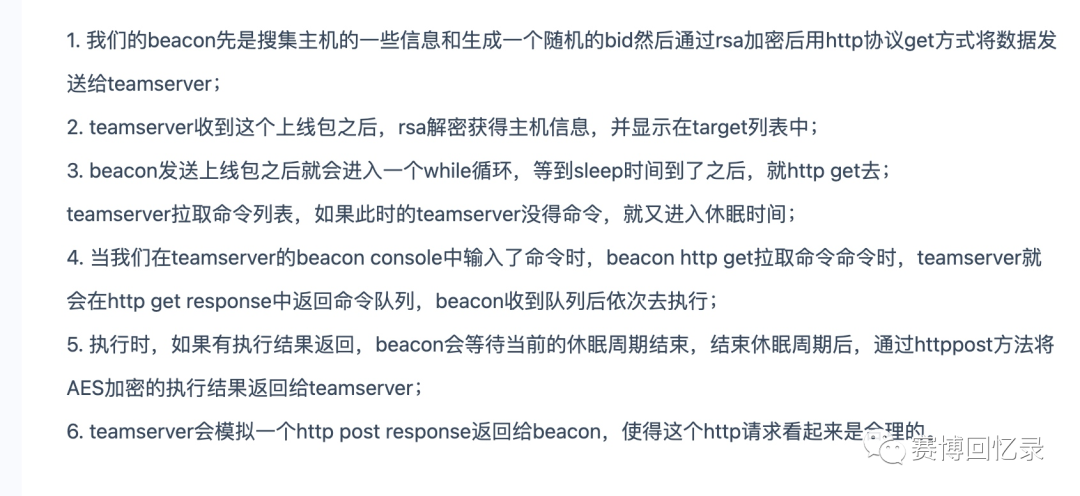 1. 我们的beacon先是搜集主机的一些信息和生成一个随机的bid然后通过rsa加密后用http协议get方式将数据发
送给teamserver；
2. teamserver收到这个上线包之后，rsa解密获得主机信息，并显示在target列表中；
3. beacon发送上线包之后就会进入一个while循环，等到sleep时间到了之后，就http get去；
teamserver拉取命令列表，如果此时的teamserver没得命令，就又进入休眠时间；
4. 当我们在teamserver的beacon console中输入了命令时，beacon http get拉取命令命令时，teamserver就
会在http get response中返回命令队列，beacon收到队列后依次去执行；
5. 执行时，如果有执行结果返回，beacon会等待当前的休眠周期结束，结束休眠周期后，通过httppost方法将
AES加密的执行结果返回给teamserver；
6. teamserver会模拟一个http post response返回给beacon，使得这个http请求看起来是合理的。
赛博回忆录